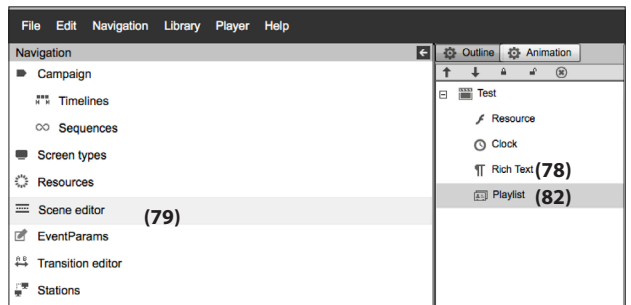 File Edit Navigation Library Player Help
Navigation
Outline Animation
Campaign
Timelines
Sequences
Screen types
Resources
Scene editor (79)
EventParams
Transition editor
Stations
Test
Resource
Clock
Rich Text (78)
Playlist (82)